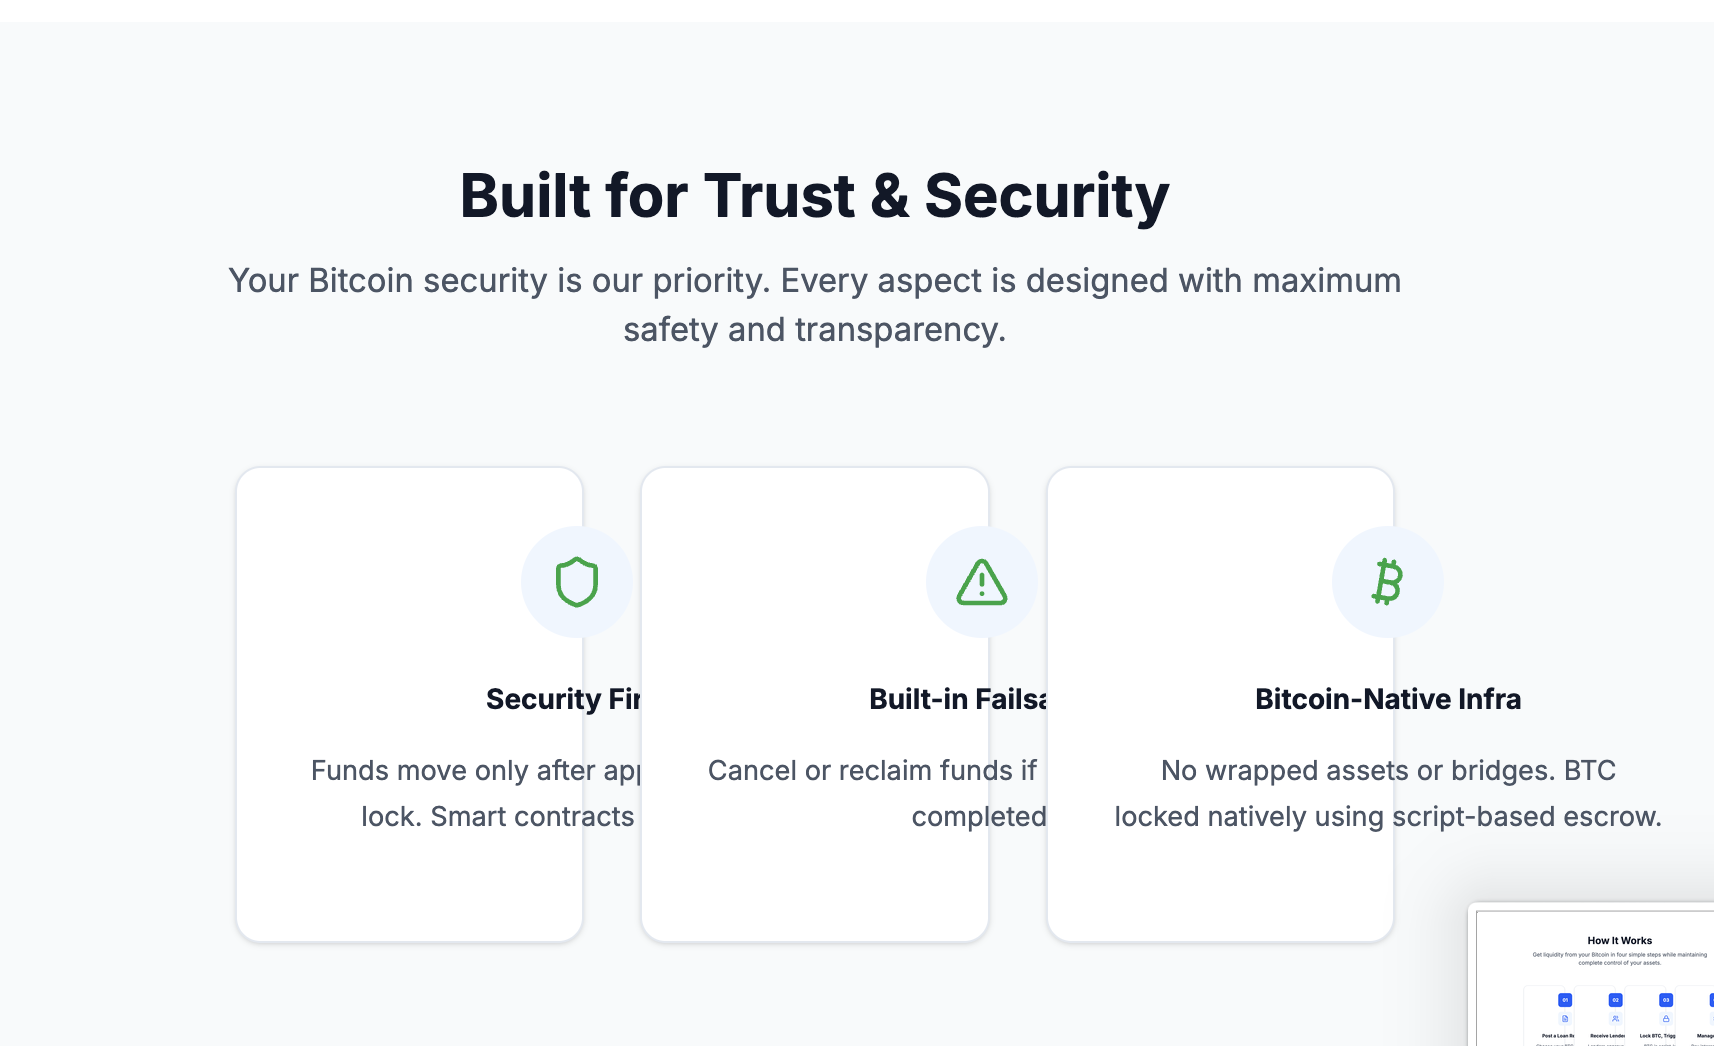 Built for Trust & Security
Your Bitcoin security is our priority. Every aspect is designed with maximum
safety and transparency.
Security Fir
Built-in Failsa
Bitcoin-Native Infra
Funds move only after app
lock. Smart contracts
Cancel or reclaim funds if
completed
No wrapped assets or bridges. BTC
locked natively using script-based escrow.
How It Works
Get liquidity from your Bitcoin in four simple steps while maintaining
complete control of your assets.
01
02
03
Post a Loan Re
Receive Lender
Lock BTC, Trigg
Manag